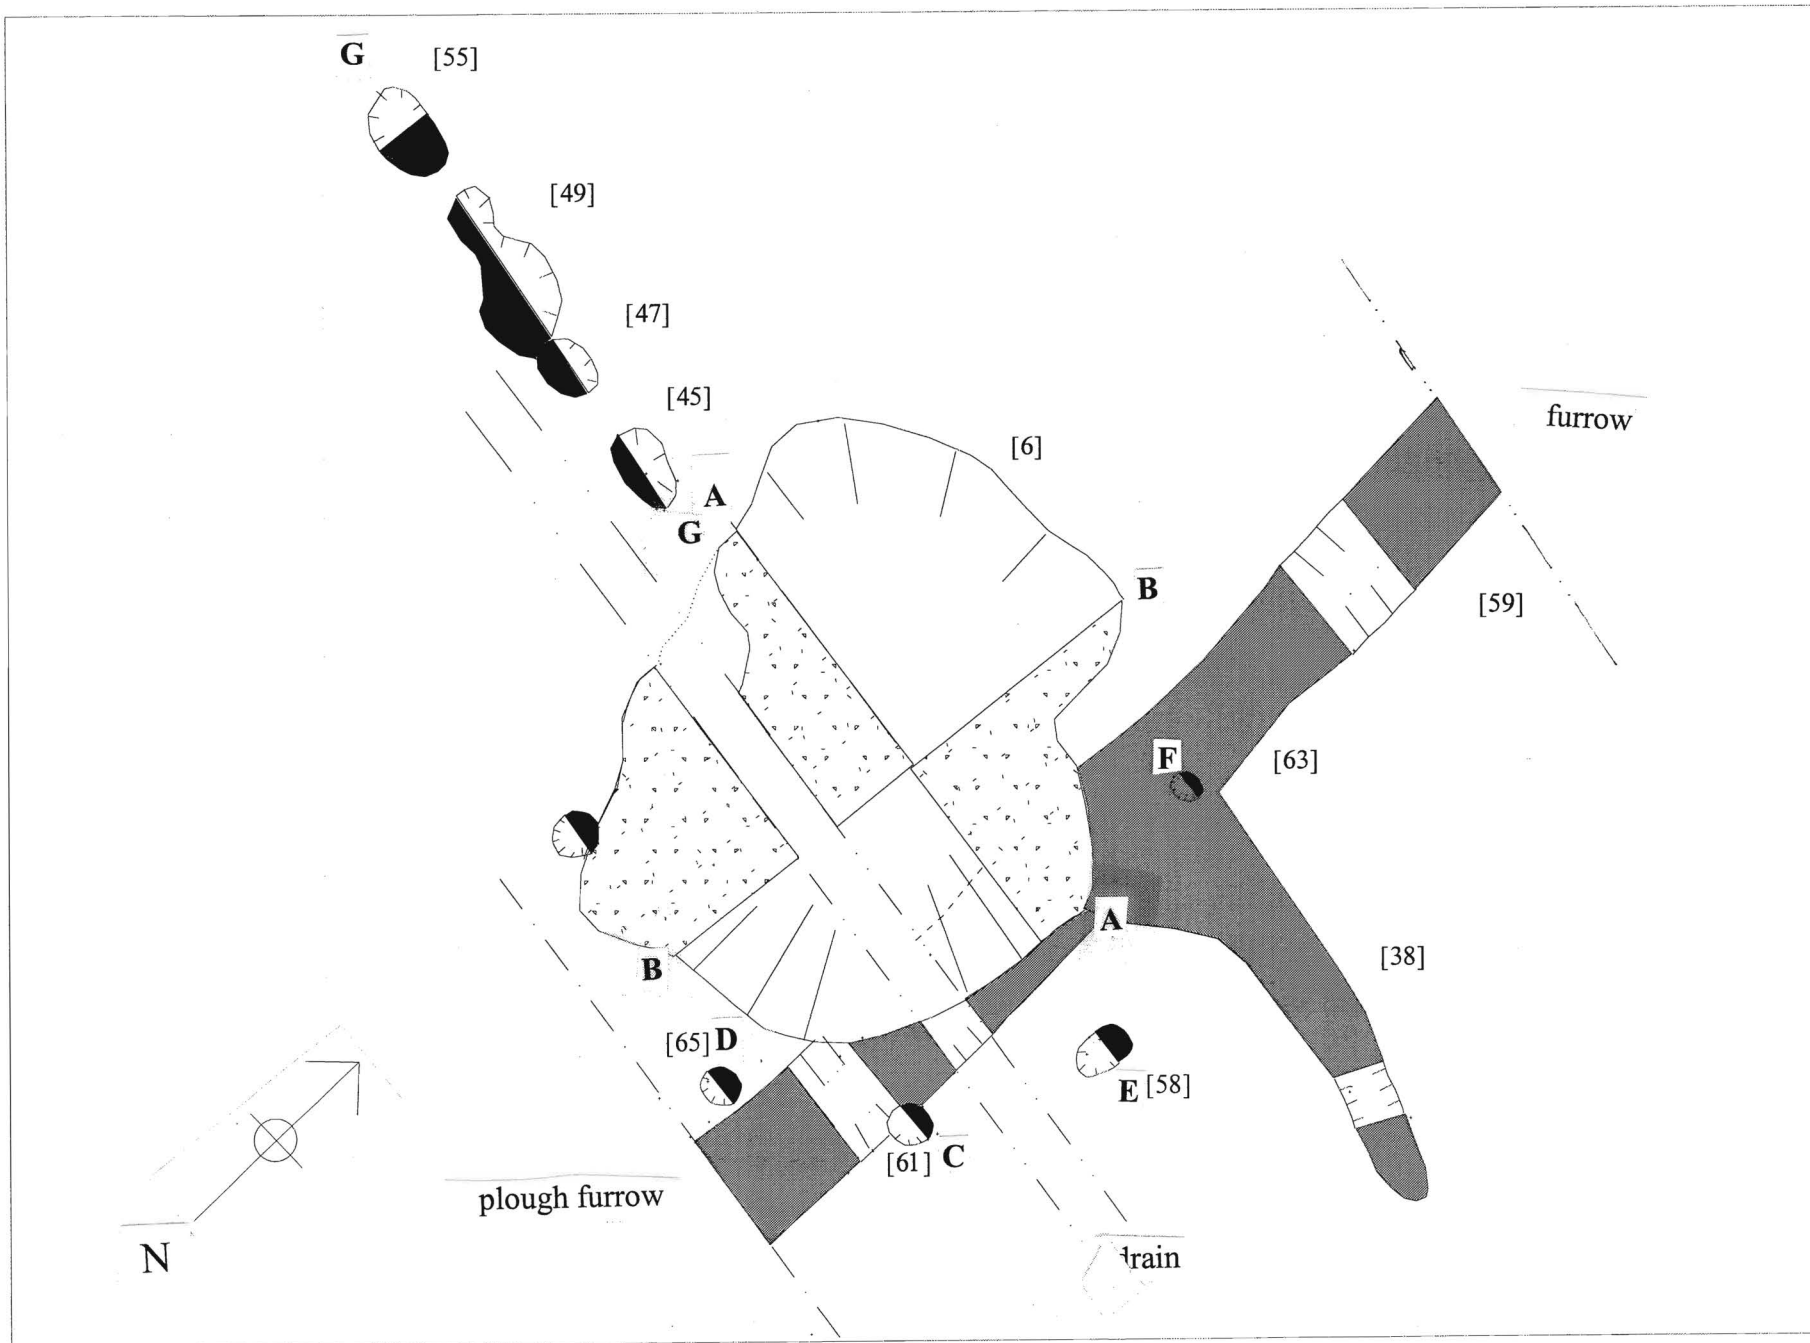 G [55]
[49]
[47]
[45]
A
G
[6]
B
furrow
[59]
F
[63]
A
[38]
B
[65] D
E [58]
[61] C
plough furrow
drain
N